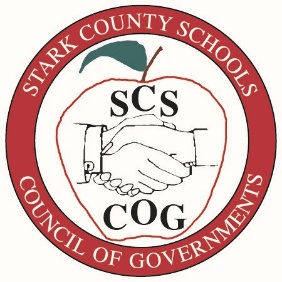 STARK COUNTY SCHOOLS
SCS
COG
COUNCIL OF GOVERNMENTS